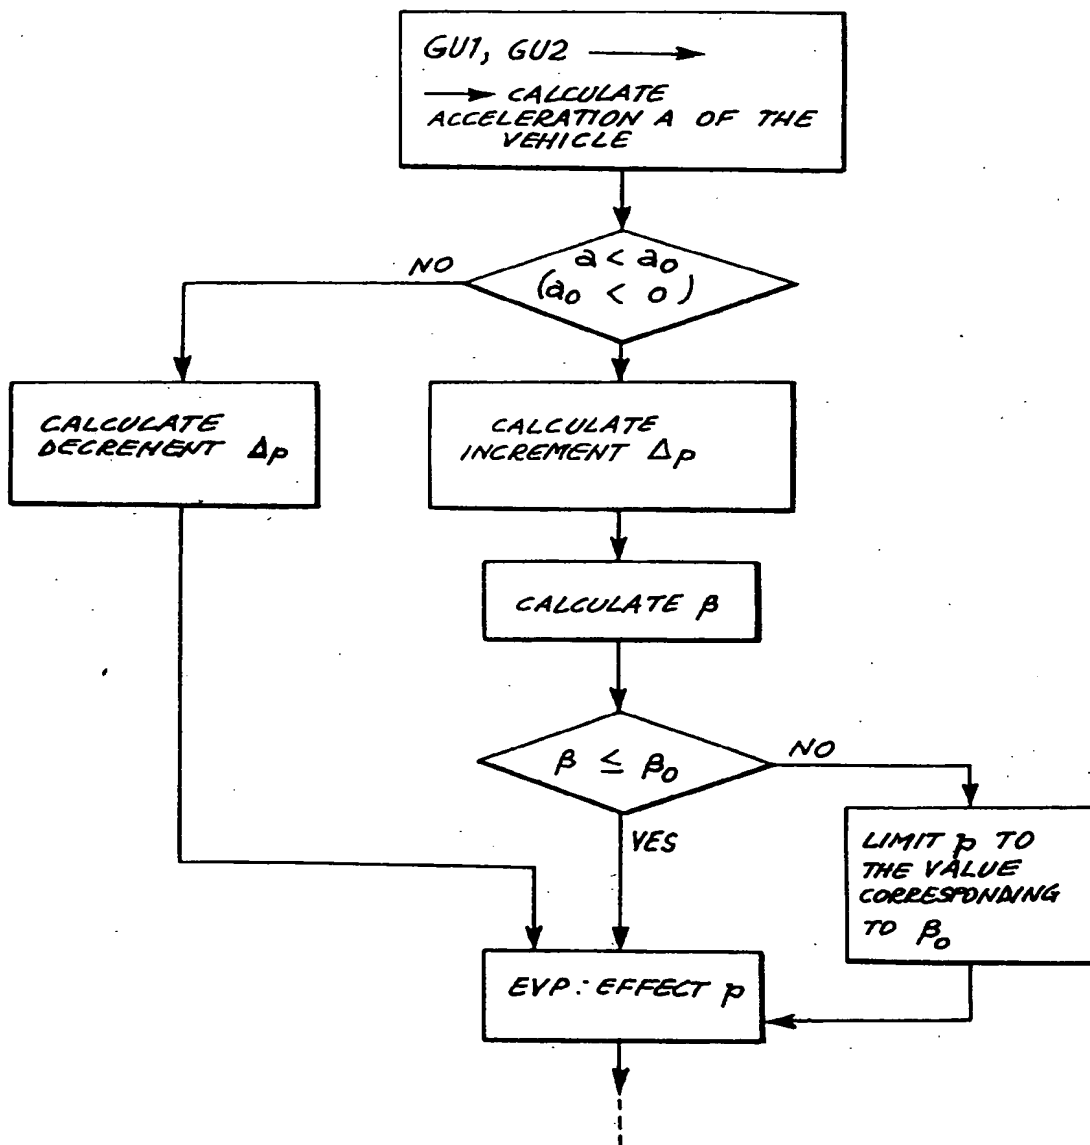 GU1, GU2 ⟶
⟶ CALCULATE
ACCELERATION A OF THE
VEHICLE
a < a₀
(a₀ < 0)
NO
CALCULATE
DECREMENT Δp
CALCULATE
INCREMENT Δp
CALCULATE β
β ≤ β₀
NO
YES
LIMIT p TO
THE VALUE
CORRESPONDING
TO β₀
EVP: EFFECT p